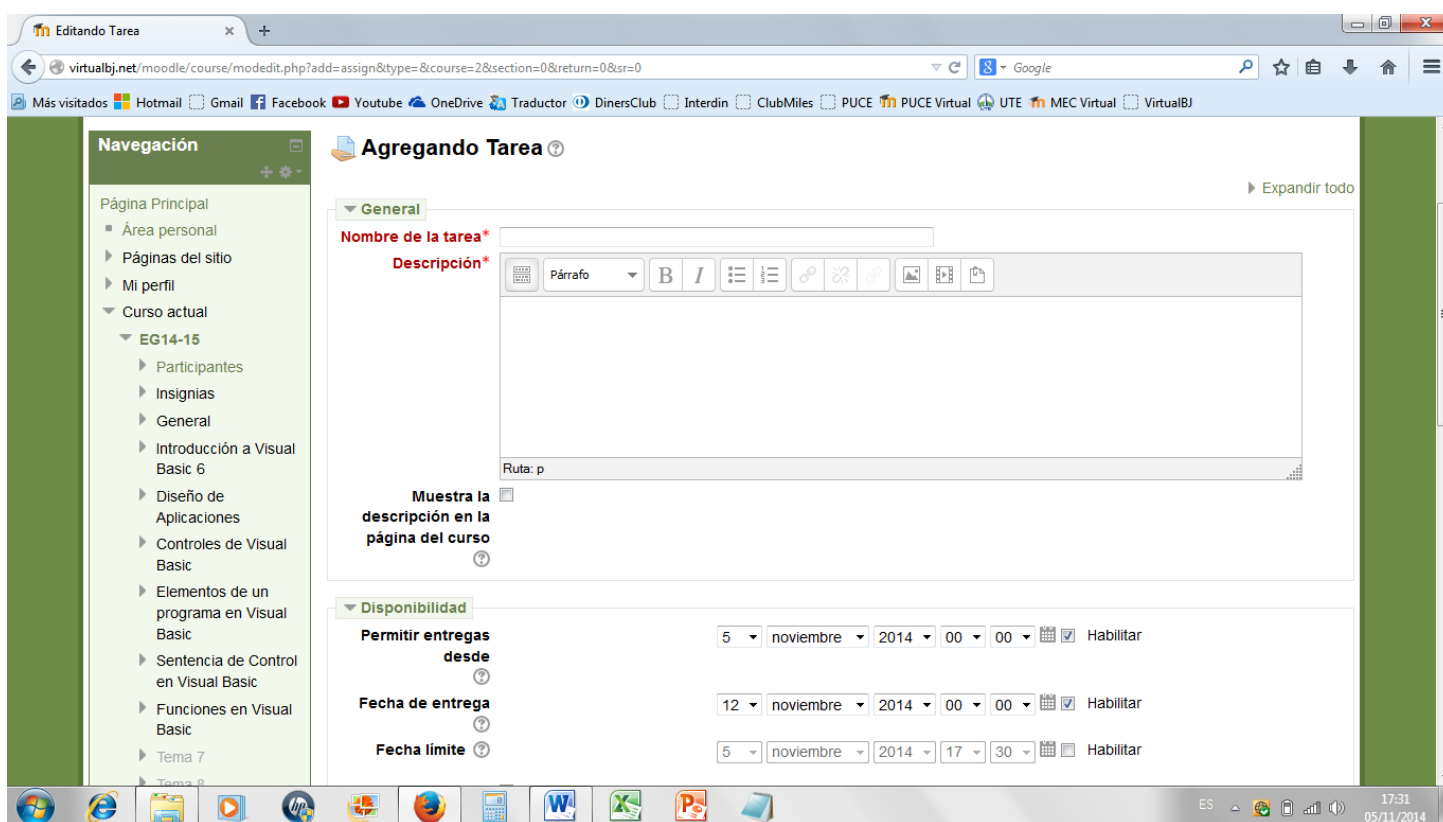 Editando Tarea
virtualbj.net/moodle/course/modedit.php?add=assign&type=&course=2&section=0&return=0&sr=0
Google
Más visitados Hotmail Gmail Facebook Youtube OneDrive Traductor DinersClub Interdin ClubMiles PUCE PUCE Virtual UTE MEC Virtual VirtualBJ
Navegación
Página Principal
Área personal
Páginas del sitio
Mi perfil
Curso actual
EG14-15
Participantes
Insignias
General
Introducción a Visual
Basic 6
Diseño de
Aplicaciones
Controles de Visual
Basic
Elementos de un
programa en Visual
Basic
Sentencia de Control
en Visual Basic
Funciones en Visual
Basic
Tema 7
Tema 8
Agregando Tarea
Expandir todo
General
Nombre de la tarea*
Descripción*
Párrafo B I
Ruta: p
Muestra la
descripción en la
página del curso
Disponibilidad
Permitir entregas
desde
5 noviembre 2014 00 00 Habilitar
Fecha de entrega
12 noviembre 2014 00 00 Habilitar
Fecha límite
5 noviembre 2014 17 30 Habilitar
ES
17:31
05/11/2014